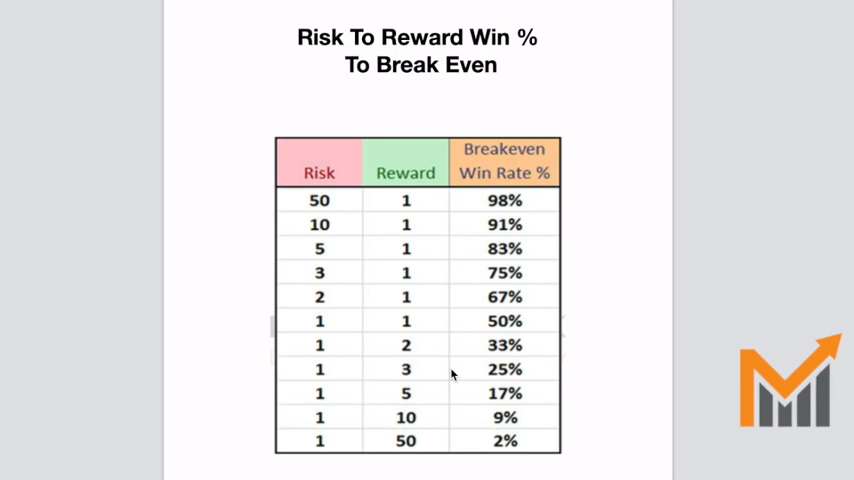 Risk To Reward Win %
To Break Even
Risk Reward Breakeven Win Rate %
50 1 98%
10 1 91%
5 1 83%
3 1 75%
2 1 67%
1 1 50%
1 2 33%
1 3 25%
1 5 17%
1 10 9%
1 50 2%